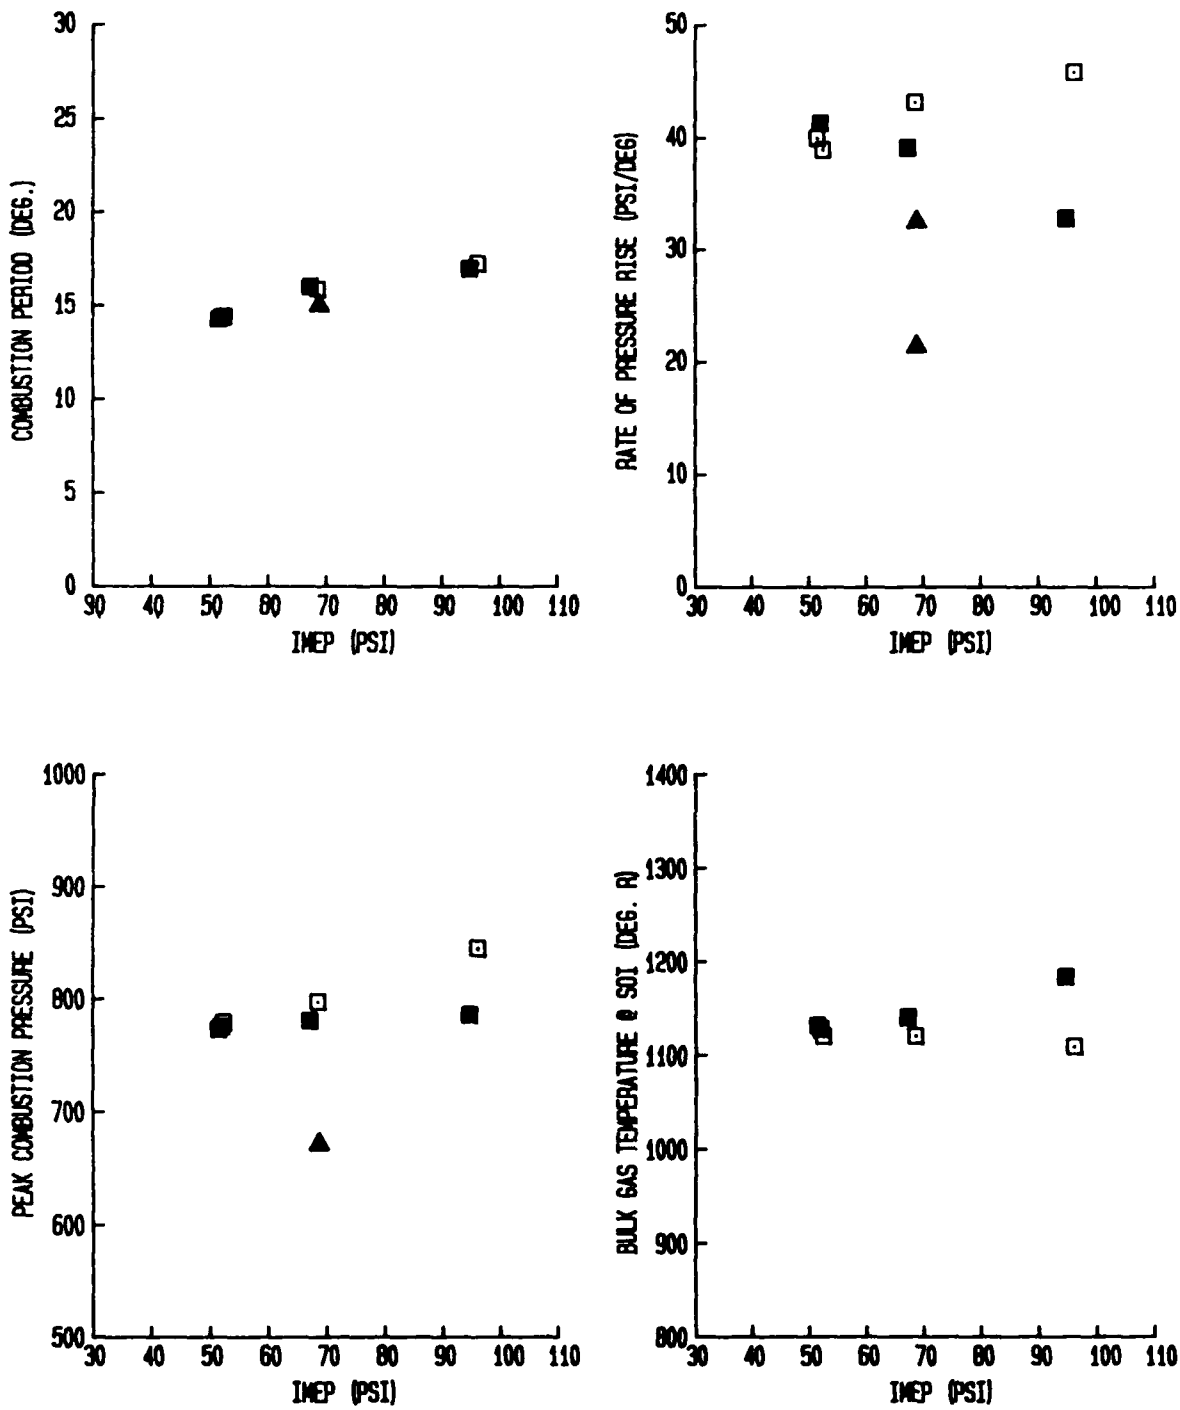 30
25
20
15
10
5
0
COMBUSTION PERIOD (DEG.)
30 40 50 60 70 80 90 100 110
IMEP (PSI)
50
40
30
20
10
0
RATE OF PRESSURE RISE (PSI/DEG)
30 40 50 60 70 80 90 100 110
IMEP (PSI)
1000
900
800
700
600
500
PEAK COMBUSTION PRESSURE (PSI)
30 40 50 60 70 80 90 100 110
IMEP (PSI)
1400
1300
1200
1100
1000
900
800
BULK GAS TEMPERATURE @ SOI (DEG. R)
30 40 50 60 70 80 90 100 110
IMEP (PSI)